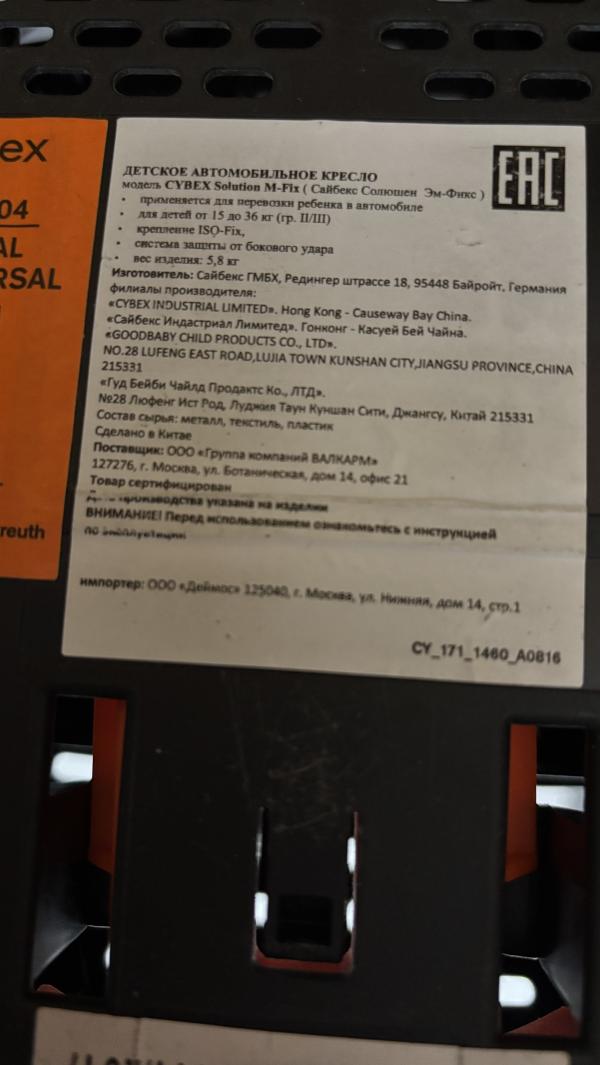 ex
04
AL
RSAL
reuth
ЕАС
ДЕТСКОЕ АВТОМОБИЛЬНОЕ КРЕСЛО
модель CYBEX Solution M-Fix ( Сайбекс Солюшен Эм-Фикс )
• применяется для перевозки ребенка в автомобиле
• для детей от 15 до 36 кг (гр. II/III)
• крепление ISO-Fix,
• система защиты от бокового удара
• вес изделия: 5,8 кг
Изготовитель: Сайбекс ГМБХ, Редингер штрассе 18, 95448 Байройт, Германия
филиалы производителя:
«CYBEX INDUSTRIAL LIMITED». Hong Kong - Causeway Bay China.
«Сайбекс Индастриал Лимитед». Гонконг - Касуей Бей Чайна.
«GOODBABY CHILD PRODUCTS CO., LTD».
NO.28 LUFENG EAST ROAD,LUJIA TOWN KUNSHAN CITY,JIANGSU PROVINCE,CHINA
215331
«Гуд Бейби Чайлд Продактс Ко., ЛТД».
№28 Люфенг Ист Род, Луджия Таун Куншан Сити, Джангсу, Китай 215331
Состав сырья: металл, текстиль, пластик
Сделано в Китае
Поставщик: ООО «Группа компаний ВАЛКАРМ»
127276, г. Москва, ул. Ботаническая, дом 14, офис 21
Товар сертифицирован
Дата производства указана на изделии
ВНИМАНИЕ! Перед использованием ознакомьтесь с инструкцией
по эксплуатации
импортер: ООО «Деймос» 125040, г. Москва, ул. Нижняя, дом 14, стр.1
CY_171_1460_A0816